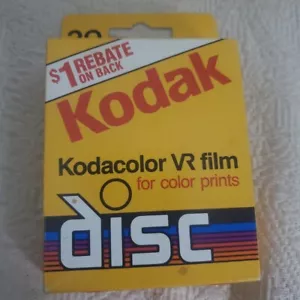 $1 REBATE
ON BACK
Kodak
Kodacolor VR film
for color prints
disc